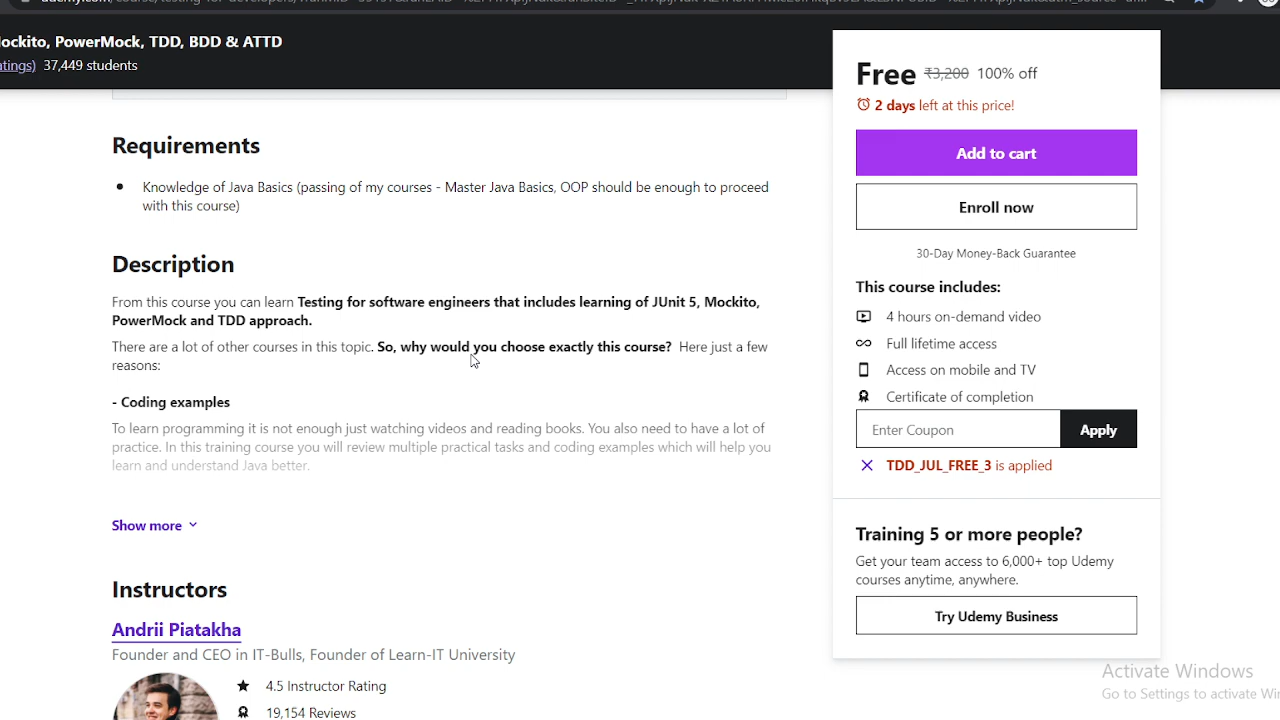 ockito, PowerMock, TDD, BDD & ATTD
atings) 37,449 students
Free ₹3,200 100% off
2 days left at this price!
Add to cart
Enroll now
30-Day Money-Back Guarantee
This course includes:
4 hours on-demand video
Full lifetime access
Access on mobile and TV
Certificate of completion
Enter Coupon Apply
TDD_JUL_FREE_3 is applied
Training 5 or more people?
Get your team access to 6,000+ top Udemy
courses anytime, anywhere.
Try Udemy Business
Requirements
Knowledge of Java Basics (passing of my courses - Master Java Basics, OOP should be enough to proceed
with this course)
Description
From this course you can learn Testing for software engineers that includes learning of JUnit 5, Mockito,
PowerMock and TDD approach.
There are a lot of other courses in this topic. So, why would you choose exactly this course? Here just a few
reasons:
- Coding examples
To learn programming it is not enough just watching videos and reading books. You also need to have a lot of
practice. In this training course you will review multiple practical tasks and coding examples which will help you
learn and understand Java better.
Show more
Instructors
Andrii Piatakha
Founder and CEO in IT-Bulls, Founder of Learn-IT University
4.5 Instructor Rating
19,154 Reviews
Activate Windows
Go to Settings to activate Wi